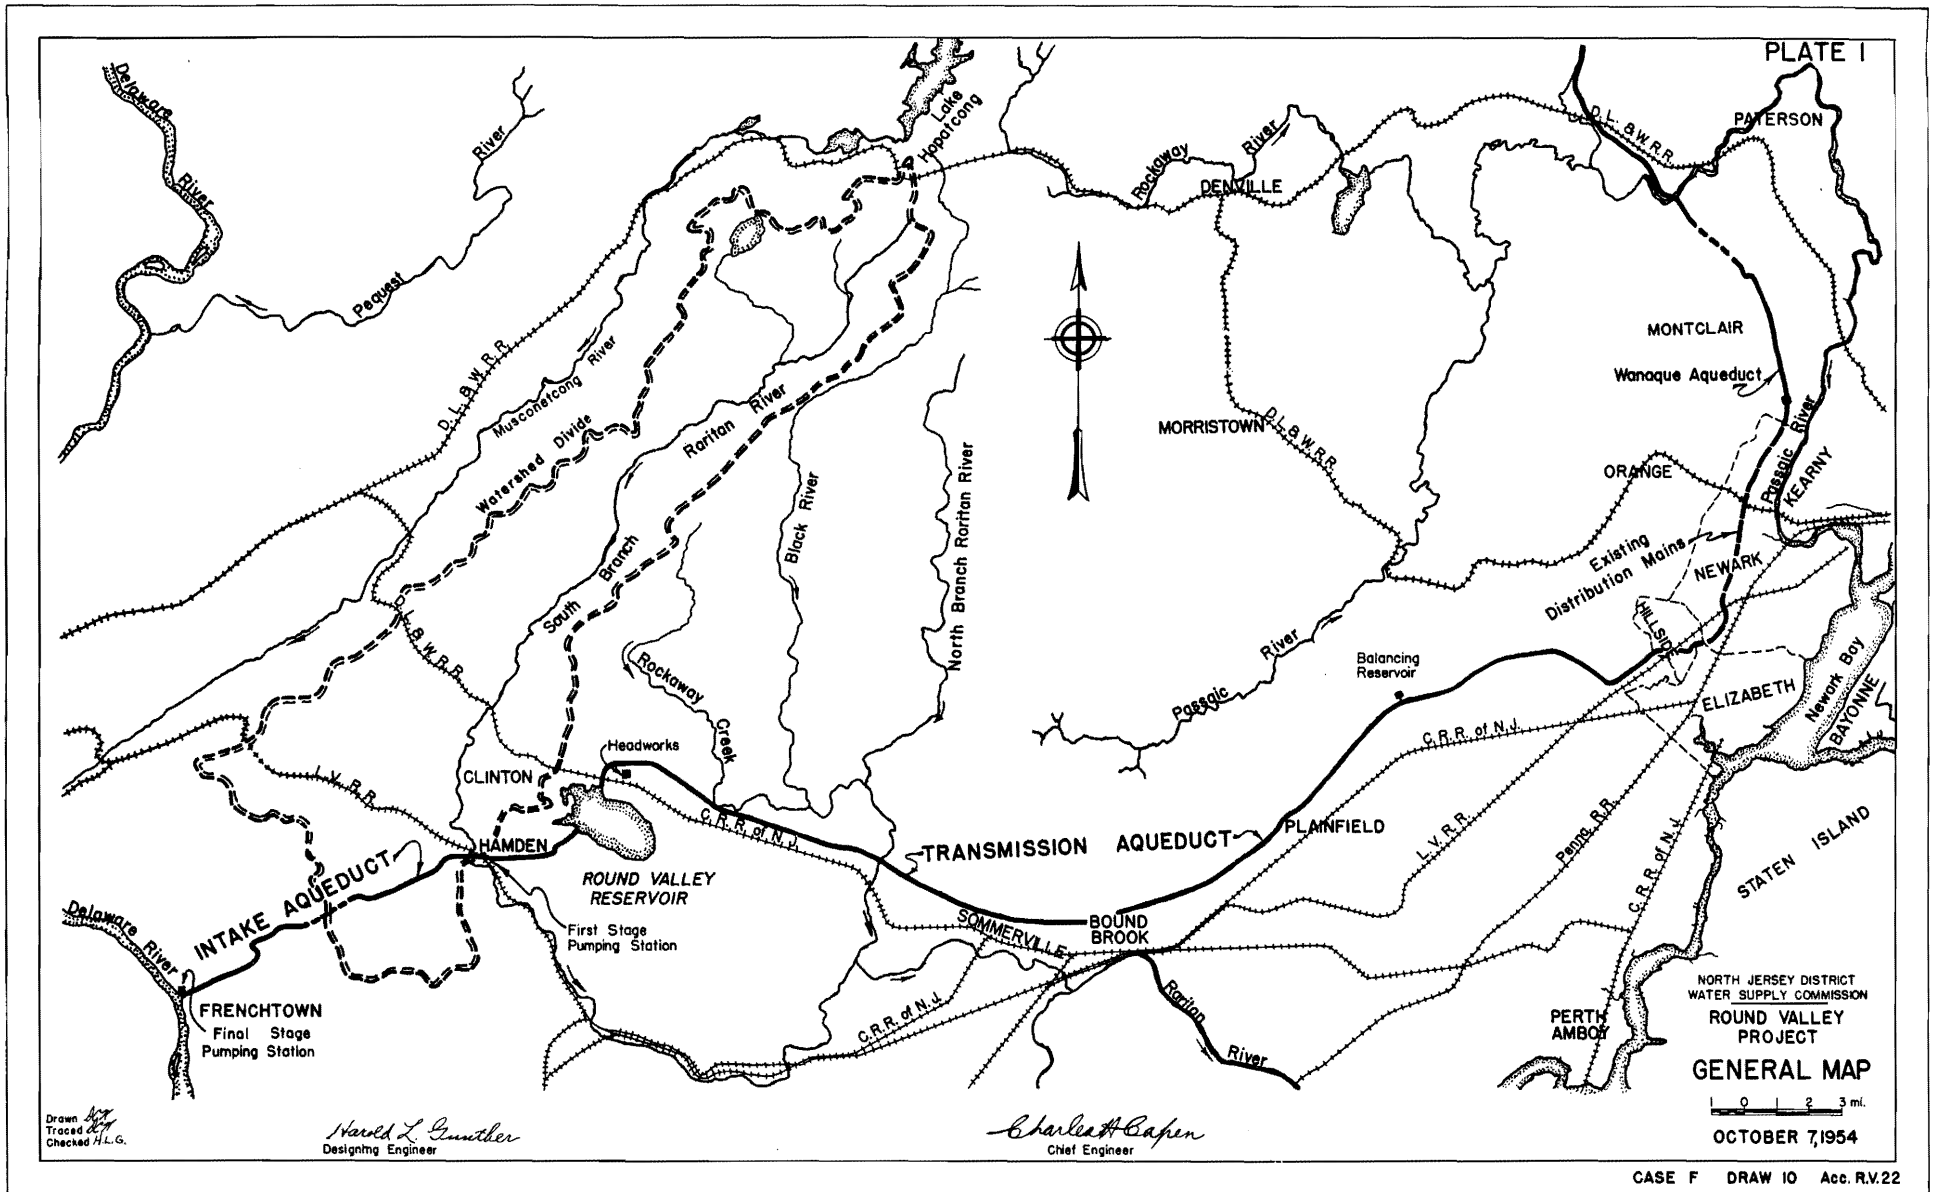 PLATE 1
Delaware
River
River
Pequest
Lake
Hopatcong
Rockaway
River
DENVILLE
D. L. & W. R. R.
PATERSON
D. L. & W. R. R.
Musconetcong River
Watershed Divide
Raritan River
South Branch
Black River
North Branch Raritan River
MORRISTOWN
D. L. & W. R. R.
MONTCLAIR
Wanaque Aqueduct
ORANGE
Passaic River
KEARNY
Existing
Distribution Mains
NEWARK
HILLSIDE
D. L. & W. R. R.
Rockaway
Creek
Passaic River
Balancing
Reservoir
ELIZABETH
Newark Bay
BAYONNE
C. R. R. of N. J.
Headworks
CLINTON
L. V. R. R.
HAMDEN
C. R. R. of N. J.
TRANSMISSION AQUEDUCT
PLAINFIELD
L. V. R. R.
Penna. R. R.
C. R. R. of N. J.
STATEN ISLAND
INTAKE AQUEDUCT
ROUND VALLEY
RESERVOIR
First Stage
Pumping Station
SOMMERVILLE
BOUND
BROOK
Delaware River
FRENCHTOWN
Final Stage
Pumping Station
C. R. R. of N. J.
Raritan
River
PERTH
AMBOY
NORTH JERSEY DISTRICT
WATER SUPPLY COMMISSION
ROUND VALLEY
PROJECT
GENERAL MAP
1 0 2 3 mi.
OCTOBER 7, 1954
Drawn
Traced
Checked H.L.G.
Harold L. Gunther
Designing Engineer
Charles H Capen
Chief Engineer
CASE F DRAW 10 Acc. R.V. 22